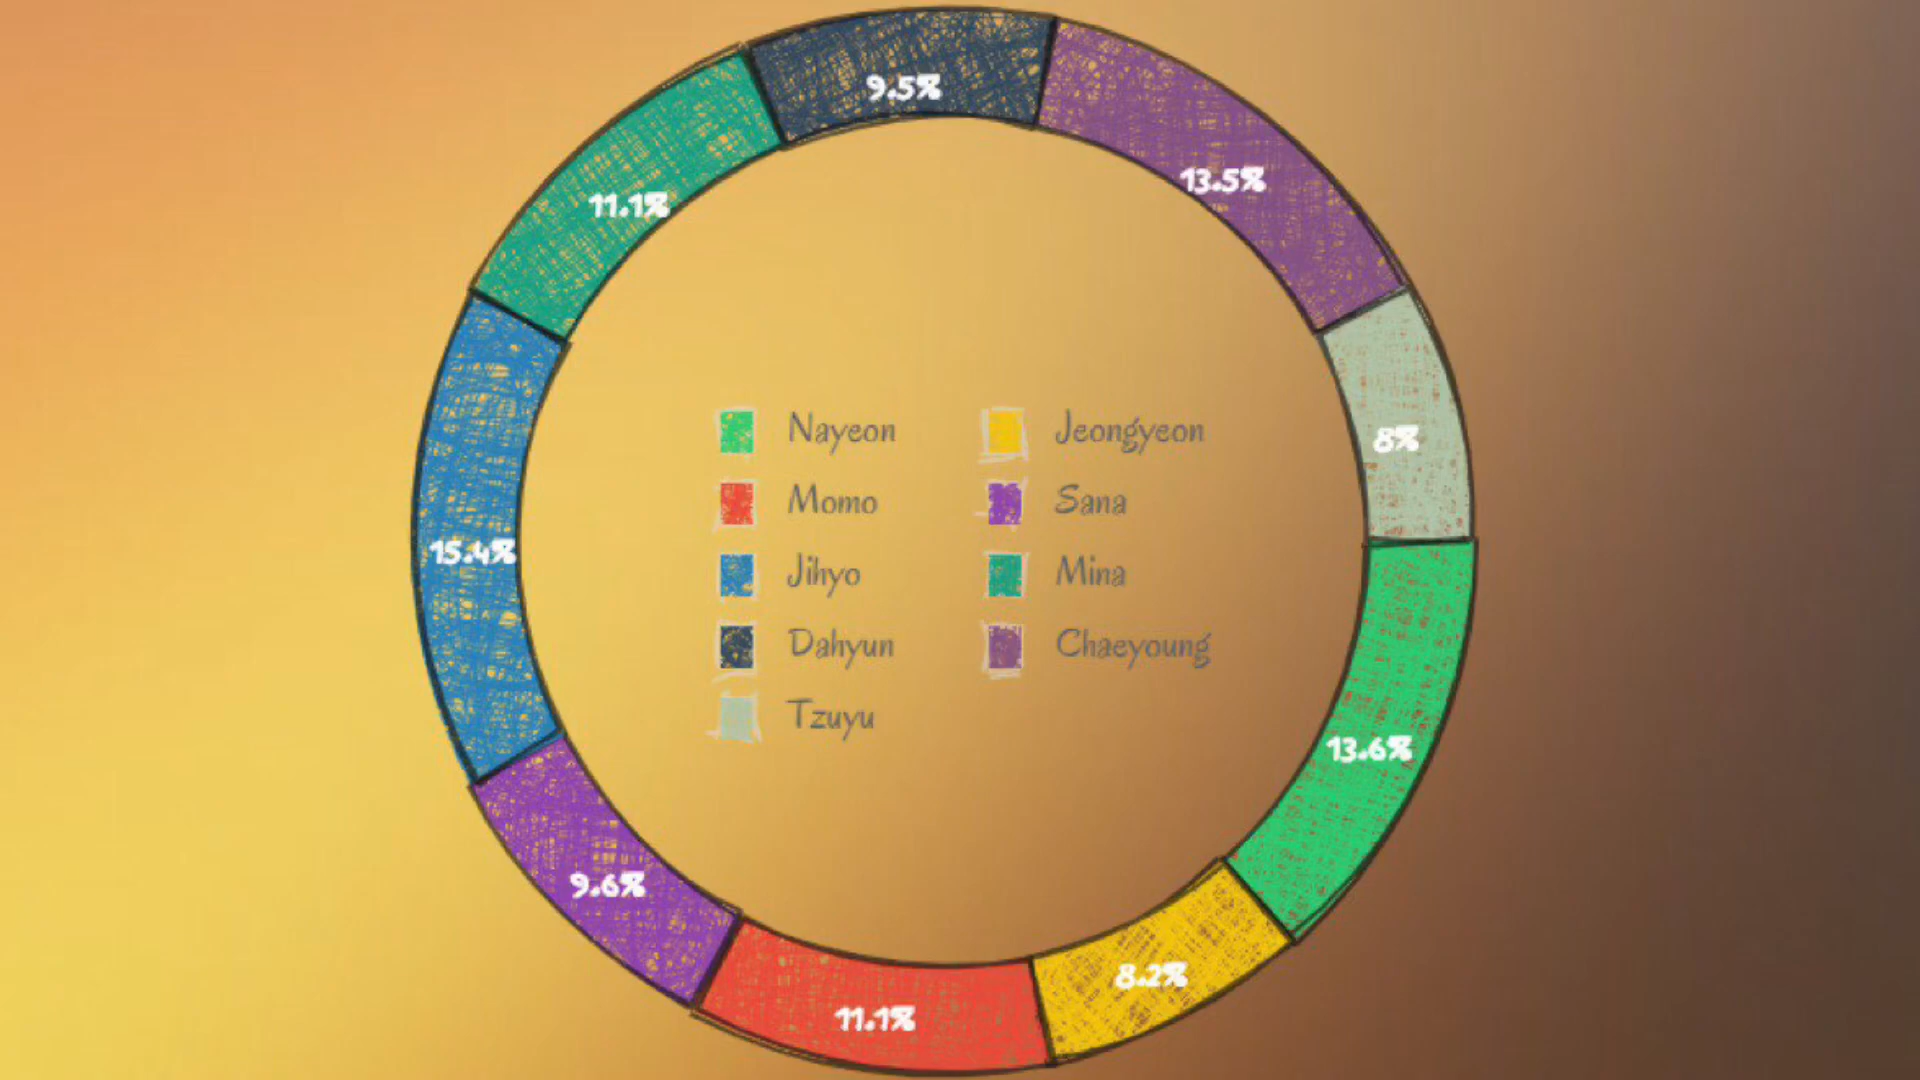 9.5%
13.5%
11.1%
8%
Nayeon
Jeongyeon
Momo
Sana
Jihyo
Mina
Dahyun
Chaeyoung
Tzuyu
15.4%
13.6%
9.6%
8.2%
11.1%